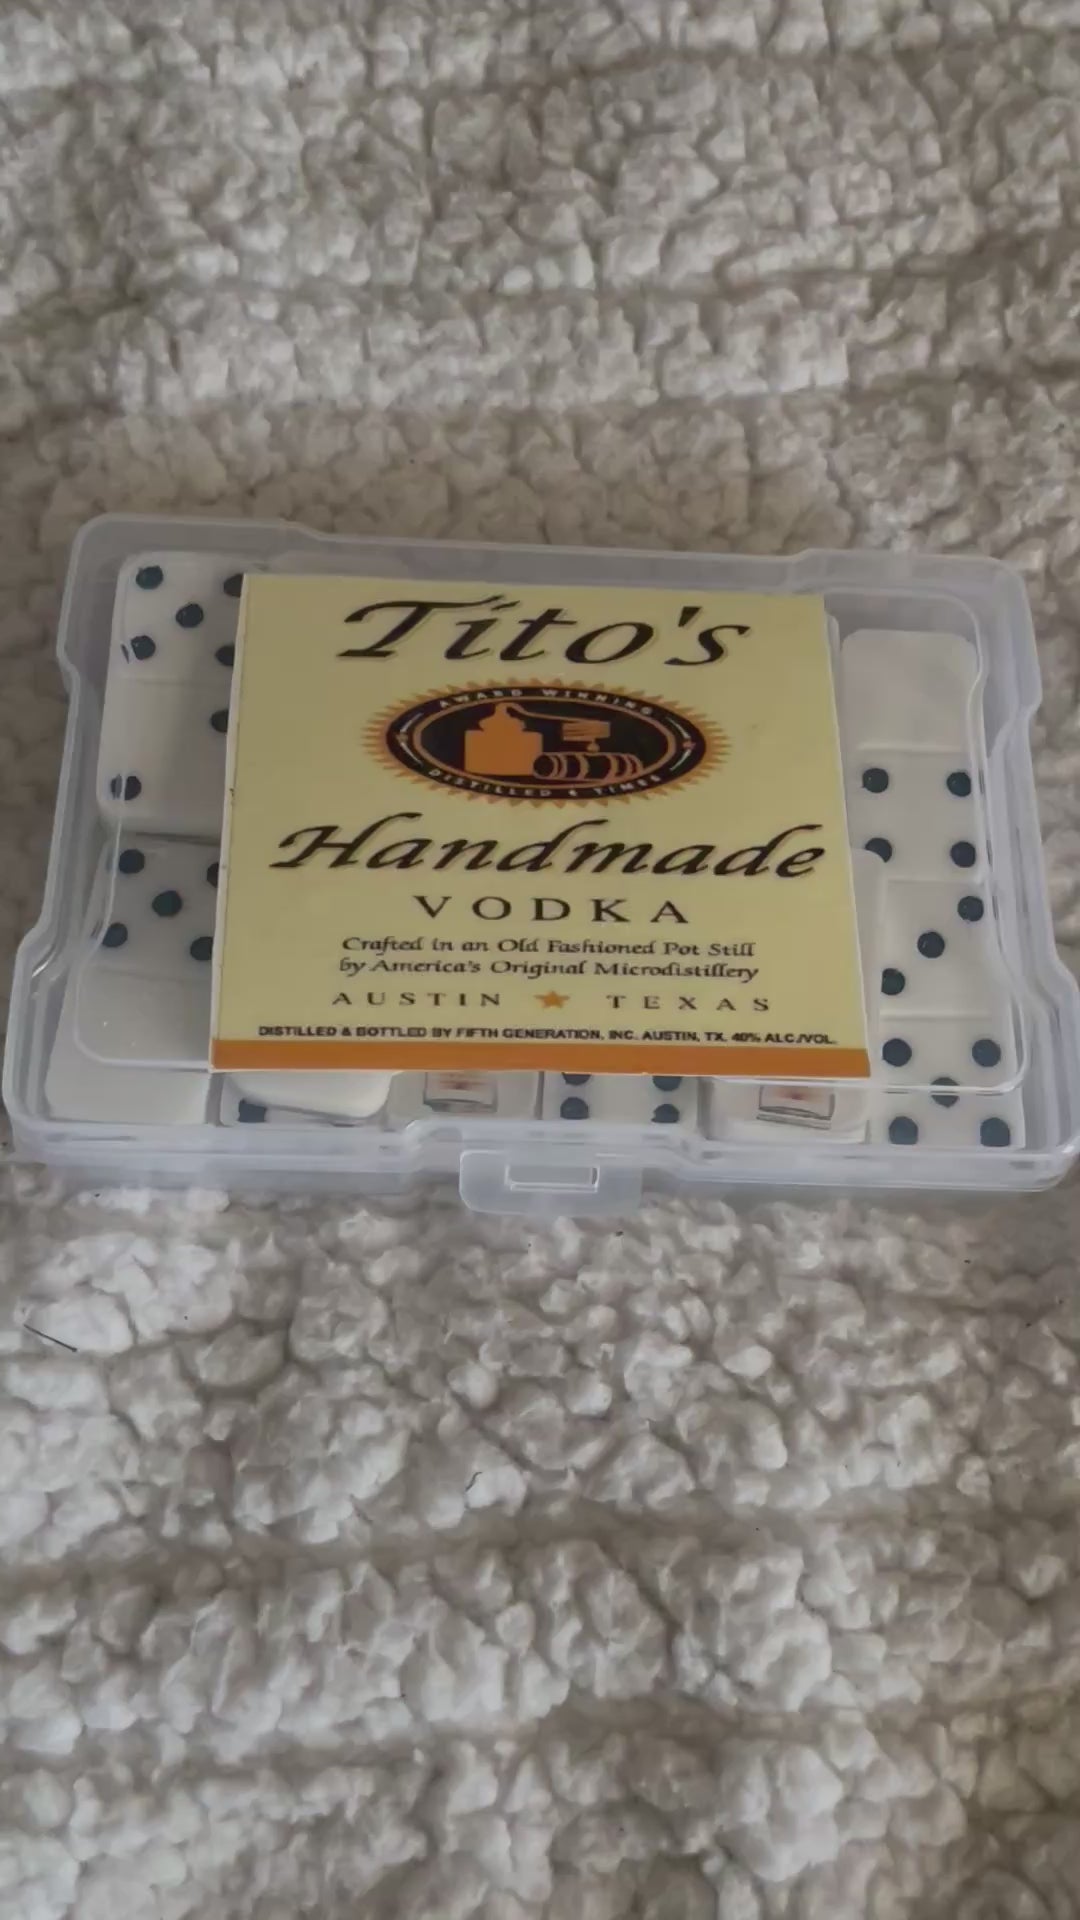 Tito's
AWARD WINNING
DISTILLED 6 TIMES
Handmade
VODKA
Crafted in an Old Fashioned Pot Still
by America's Original Microdistillery
AUSTIN TEXAS
DISTILLED & BOTTLED BY FIFTH GENERATION, INC. AUSTIN, TX. 40% ALC./VOL.